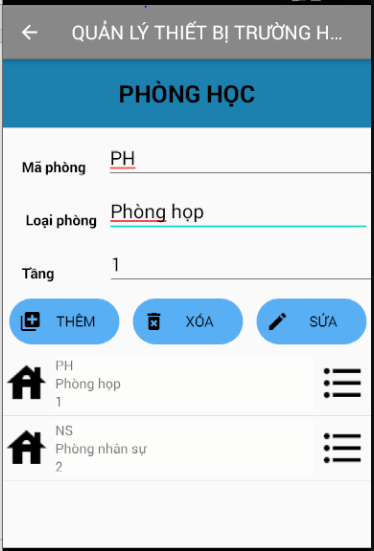 QUẢN LÝ THIẾT BỊ TRƯỜNG H...
PHÒNG HỌC
Mã phòng PH
Loại phòng Phòng họp
Tầng 1
THÊM XÓA SỬA
PH
Phòng họp
1
NS
Phòng nhân sự
2